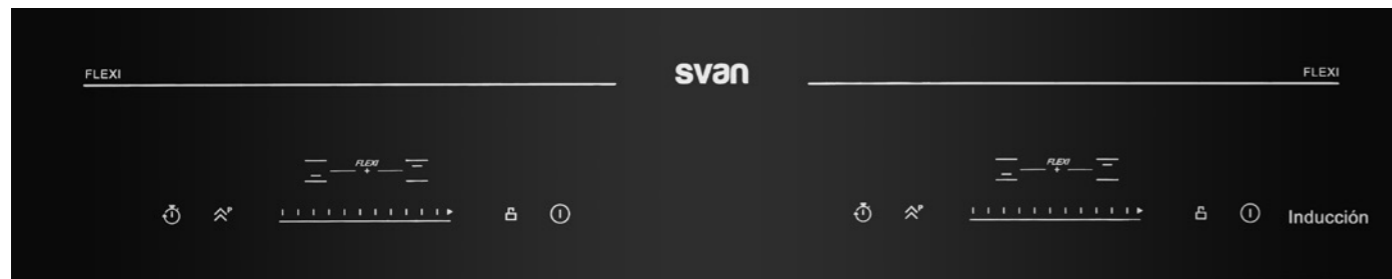 svan
FLEXI
FLEXI
FLEXI
FLEXI
P
P
Inducción